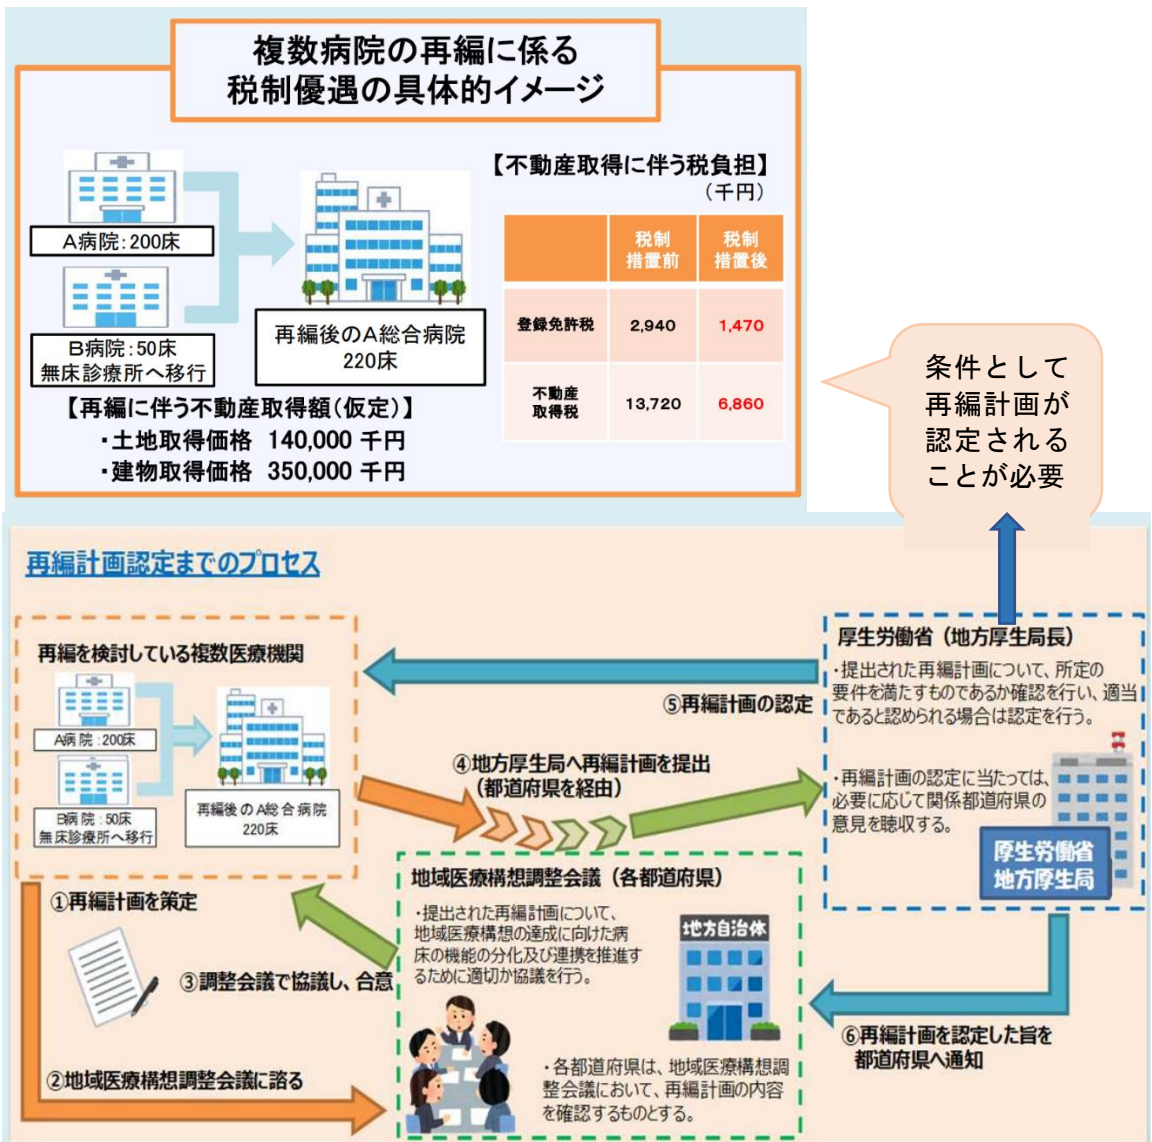 複数病院の再編に係る
税制優遇の具体的イメージ
A病院:200床
B病院:50床
無床診療所へ移行
再編後のA総合病院
220床
【再編に伴う不動産取得額(仮定)】
・土地取得価格 140,000 千円
・建物取得価格 350,000 千円
【不動産取得に伴う税負担】
(千円)
税制
措置前
税制
措置後
登録免許税
2,940
1,470
不動産
取得税
13,720
6,860
条件として
再編計画が
認定される
ことが必要
再編計画認定までのプロセス
再編を検討している複数医療機関
A病院:200床
B病院:50床
無床診療所へ移行
再編後のA総合病院
220床
①再編計画を策定
②地域医療構想調整会議に諮る
③調整会議で協議し、合意
④地方厚生局へ再編計画を提出
(都道府県を経由)
⑤再編計画の認定
厚生労働省(地方厚生局長)
・提出された再編計画について、所定の
要件を満たすものであるか確認を行い、適当
であると認められる場合は認定を行う。
・再編計画の認定に当たっては、
必要に応じて関係都道府県の
意見を聴収する。
厚生労働省
地方厚生局
地域医療構想調整会議(各都道府県)
・提出された再編計画について、
地域医療構想の達成に向けた病
床の機能の分化及び連携を推進す
るために適切か協議を行う。
地方自治体
・各都道府県は、地域医療構想調
整会議において、再編計画の内容
を確認するものとする。
⑥再編計画を認定した旨を
都道府県へ通知